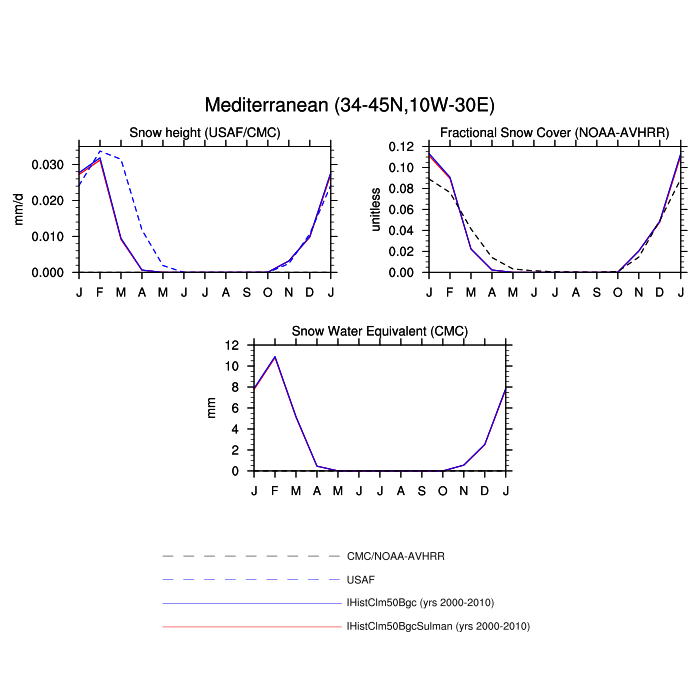 Mediterranean (34-45N,10W-30E)
Snow height (USAF/CMC)
mm/d
0.030
0.020
0.010
0.000
J F M A M J J A S O N D J
Fractional Snow Cover (NOAA-AVHRR)
unitless
0.12
0.10
0.08
0.06
0.04
0.02
0.00
J F M A M J J A S O N D J
Snow Water Equivalent (CMC)
mm
12
10
8
6
4
2
0
J F M A M J J A S O N D J
CMC/NOAA-AVHRR
USAF
IHistClm50Bgc (yrs 2000-2010)
IHistClm50BgcSulman (yrs 2000-2010)